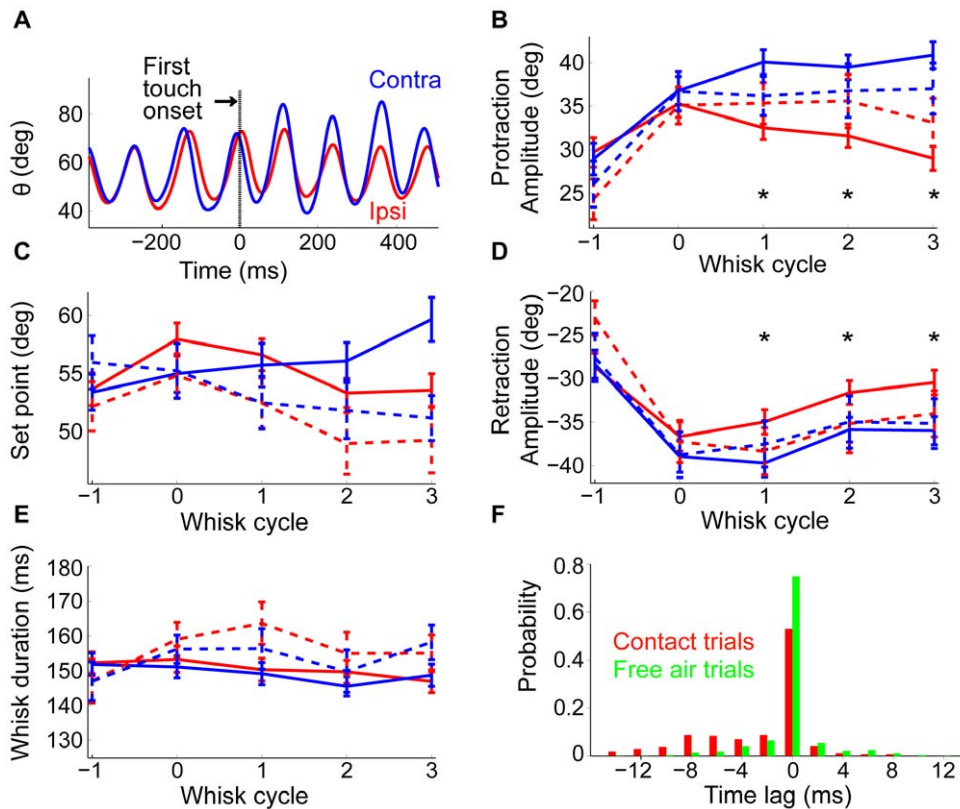 A
First
touch
onset
Contra
Ipsi
80
60
40
θ (deg)
−200
0
200
400
Time (ms)
B
Protraction
Amplitude (deg)
40
35
30
25
* * *
−1
0
1
2
3
Whisk cycle
C
Set point (deg)
60
55
50
−1
0
1
2
3
Whisk cycle
D
Retraction
Amplitude (deg)
−20
−25
−30
−35
−40
* * *
−1
0
1
2
3
Whisk cycle
E
Whisk duration (ms)
180
170
160
150
140
130
−1
0
1
2
3
Whisk cycle
F
Probability
0.8
0.6
0.4
0.2
0
Contact trials
Free air trials
−12
−8
−4
0
4
8
12
Time lag (ms)